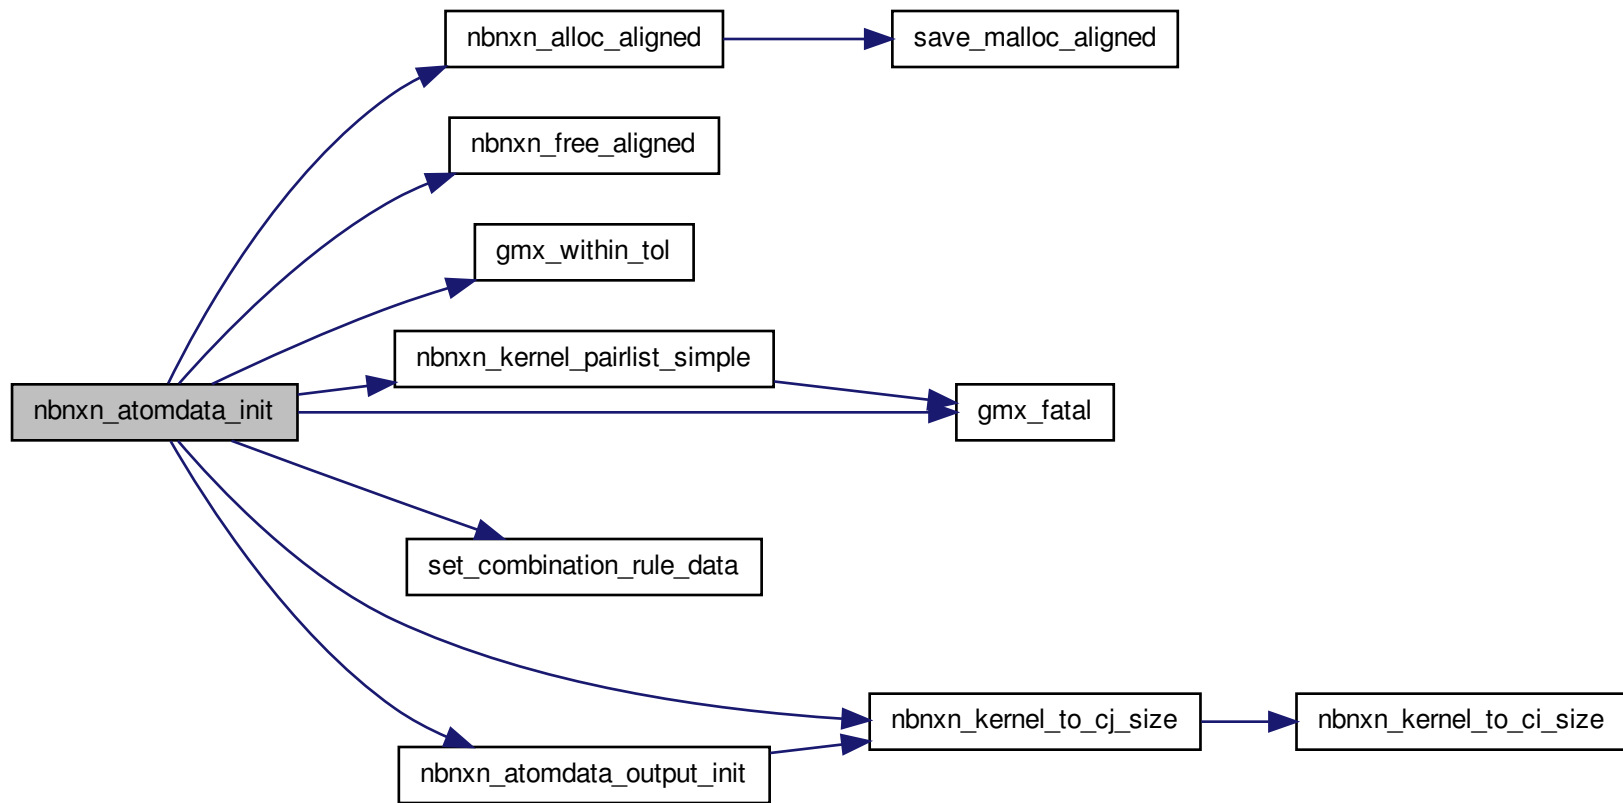 nbnxn_alloc_aligned
save_malloc_aligned
nbnxn_free_aligned
gmx_within_tol
nbnxn_kernel_pairlist_simple
nbnxn_atomdata_init
gmx_fatal
set_combination_rule_data
nbnxn_kernel_to_cj_size
nbnxn_kernel_to_ci_size
nbnxn_atomdata_output_init